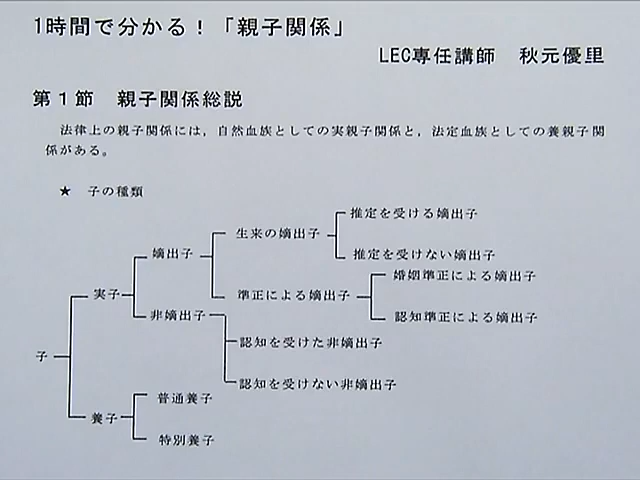 1時間で分かる!「親子関係」
LEC専任講師 秋元優里
第1節 親子関係総説
法律上の親子関係には,自然血族としての実親子関係と,法定血族としての養親子関
係がある。
★ 子の種類
推定を受ける嫡出子
生来の嫡出子
嫡出子
推定を受けない嫡出子
婚姻準正による嫡出子
実子
準正による嫡出子
非嫡出子
認知準正による嫡出子
認知を受けた非嫡出子
子
認知を受けない非嫡出子
普通養子
養子
特別養子